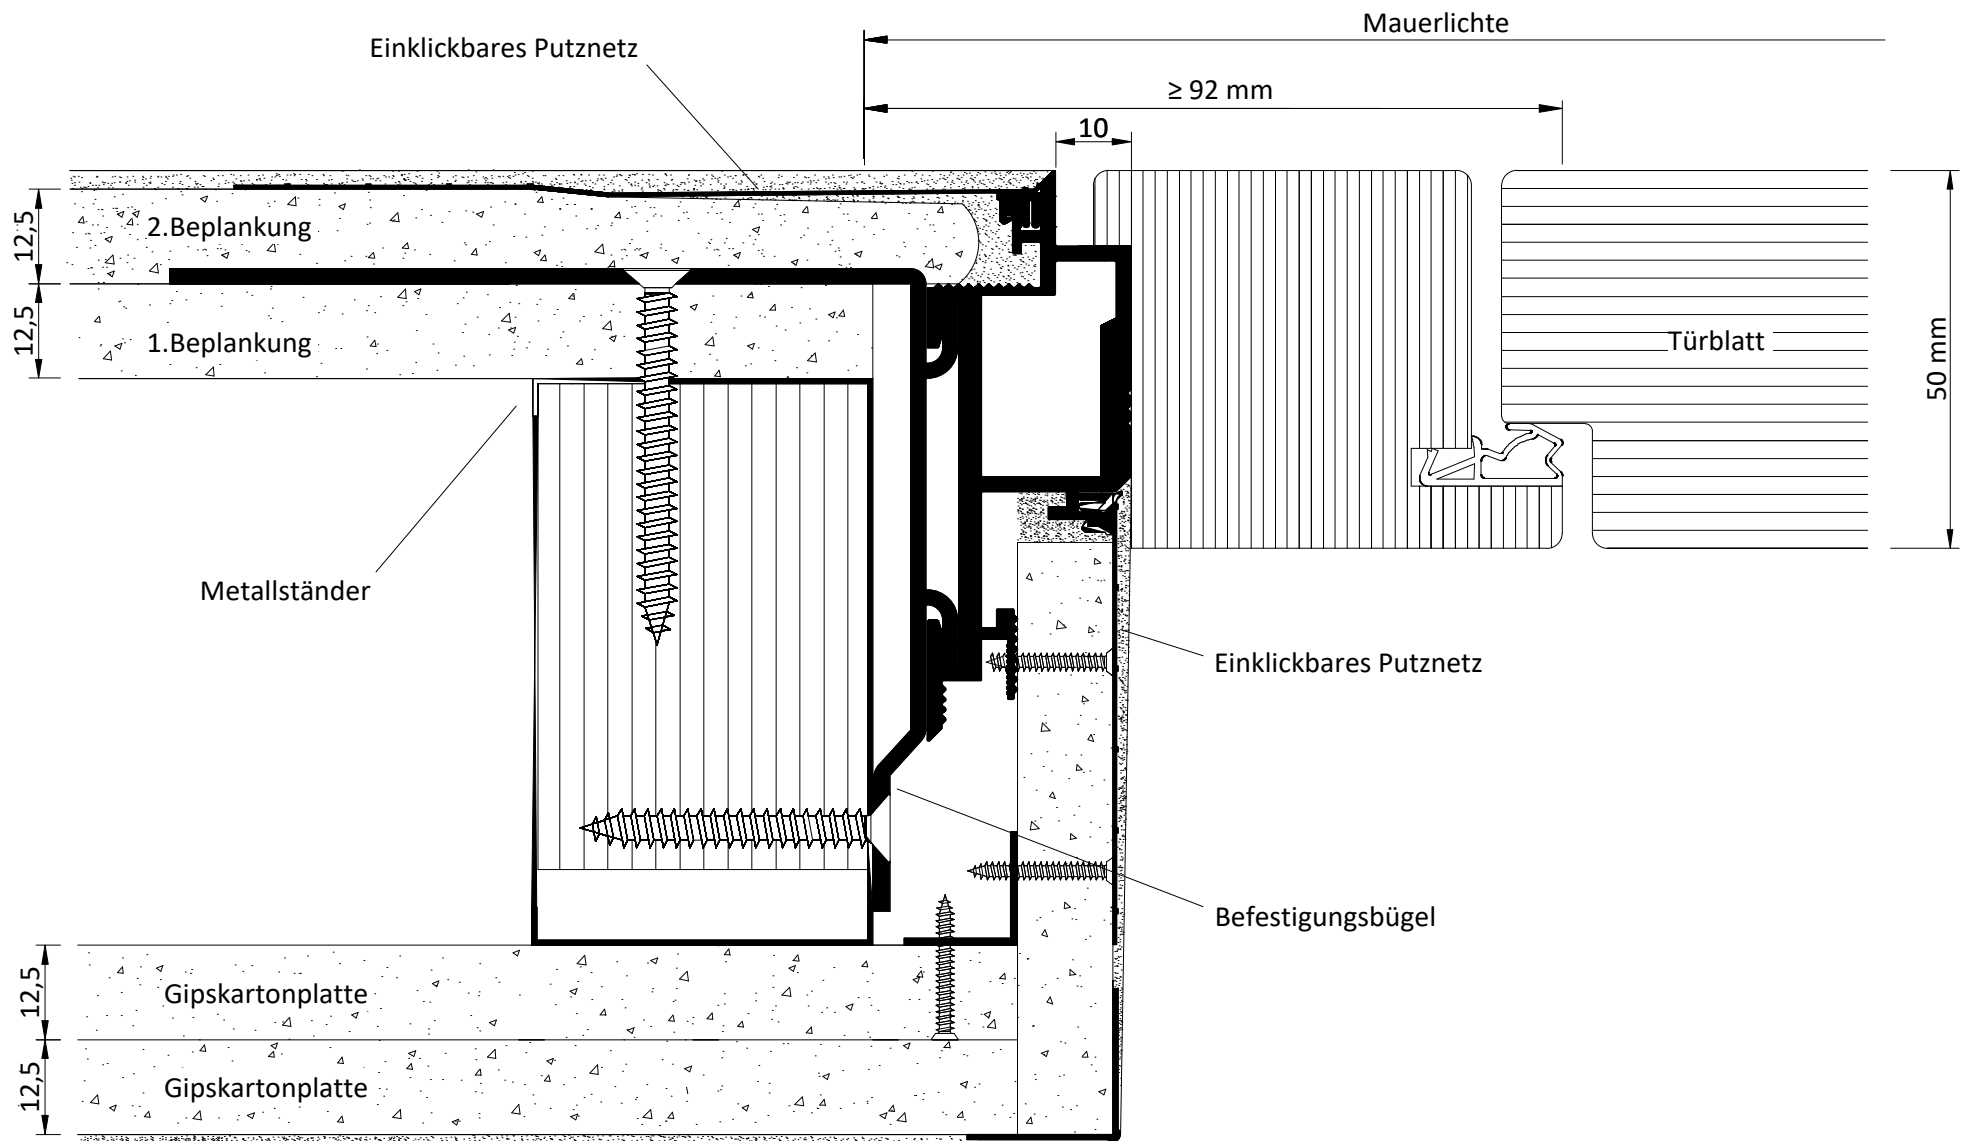 Mauerlichte
Einklickbares Putznetz
≥ 92 mm
10
12,5
2.Beplankung
12,5
1.Beplankung
Türblatt
50 mm
Metallständer
Einklickbares Putznetz
Befestigungsbügel
12,5
Gipskartonplatte
12,5
Gipskartonplatte